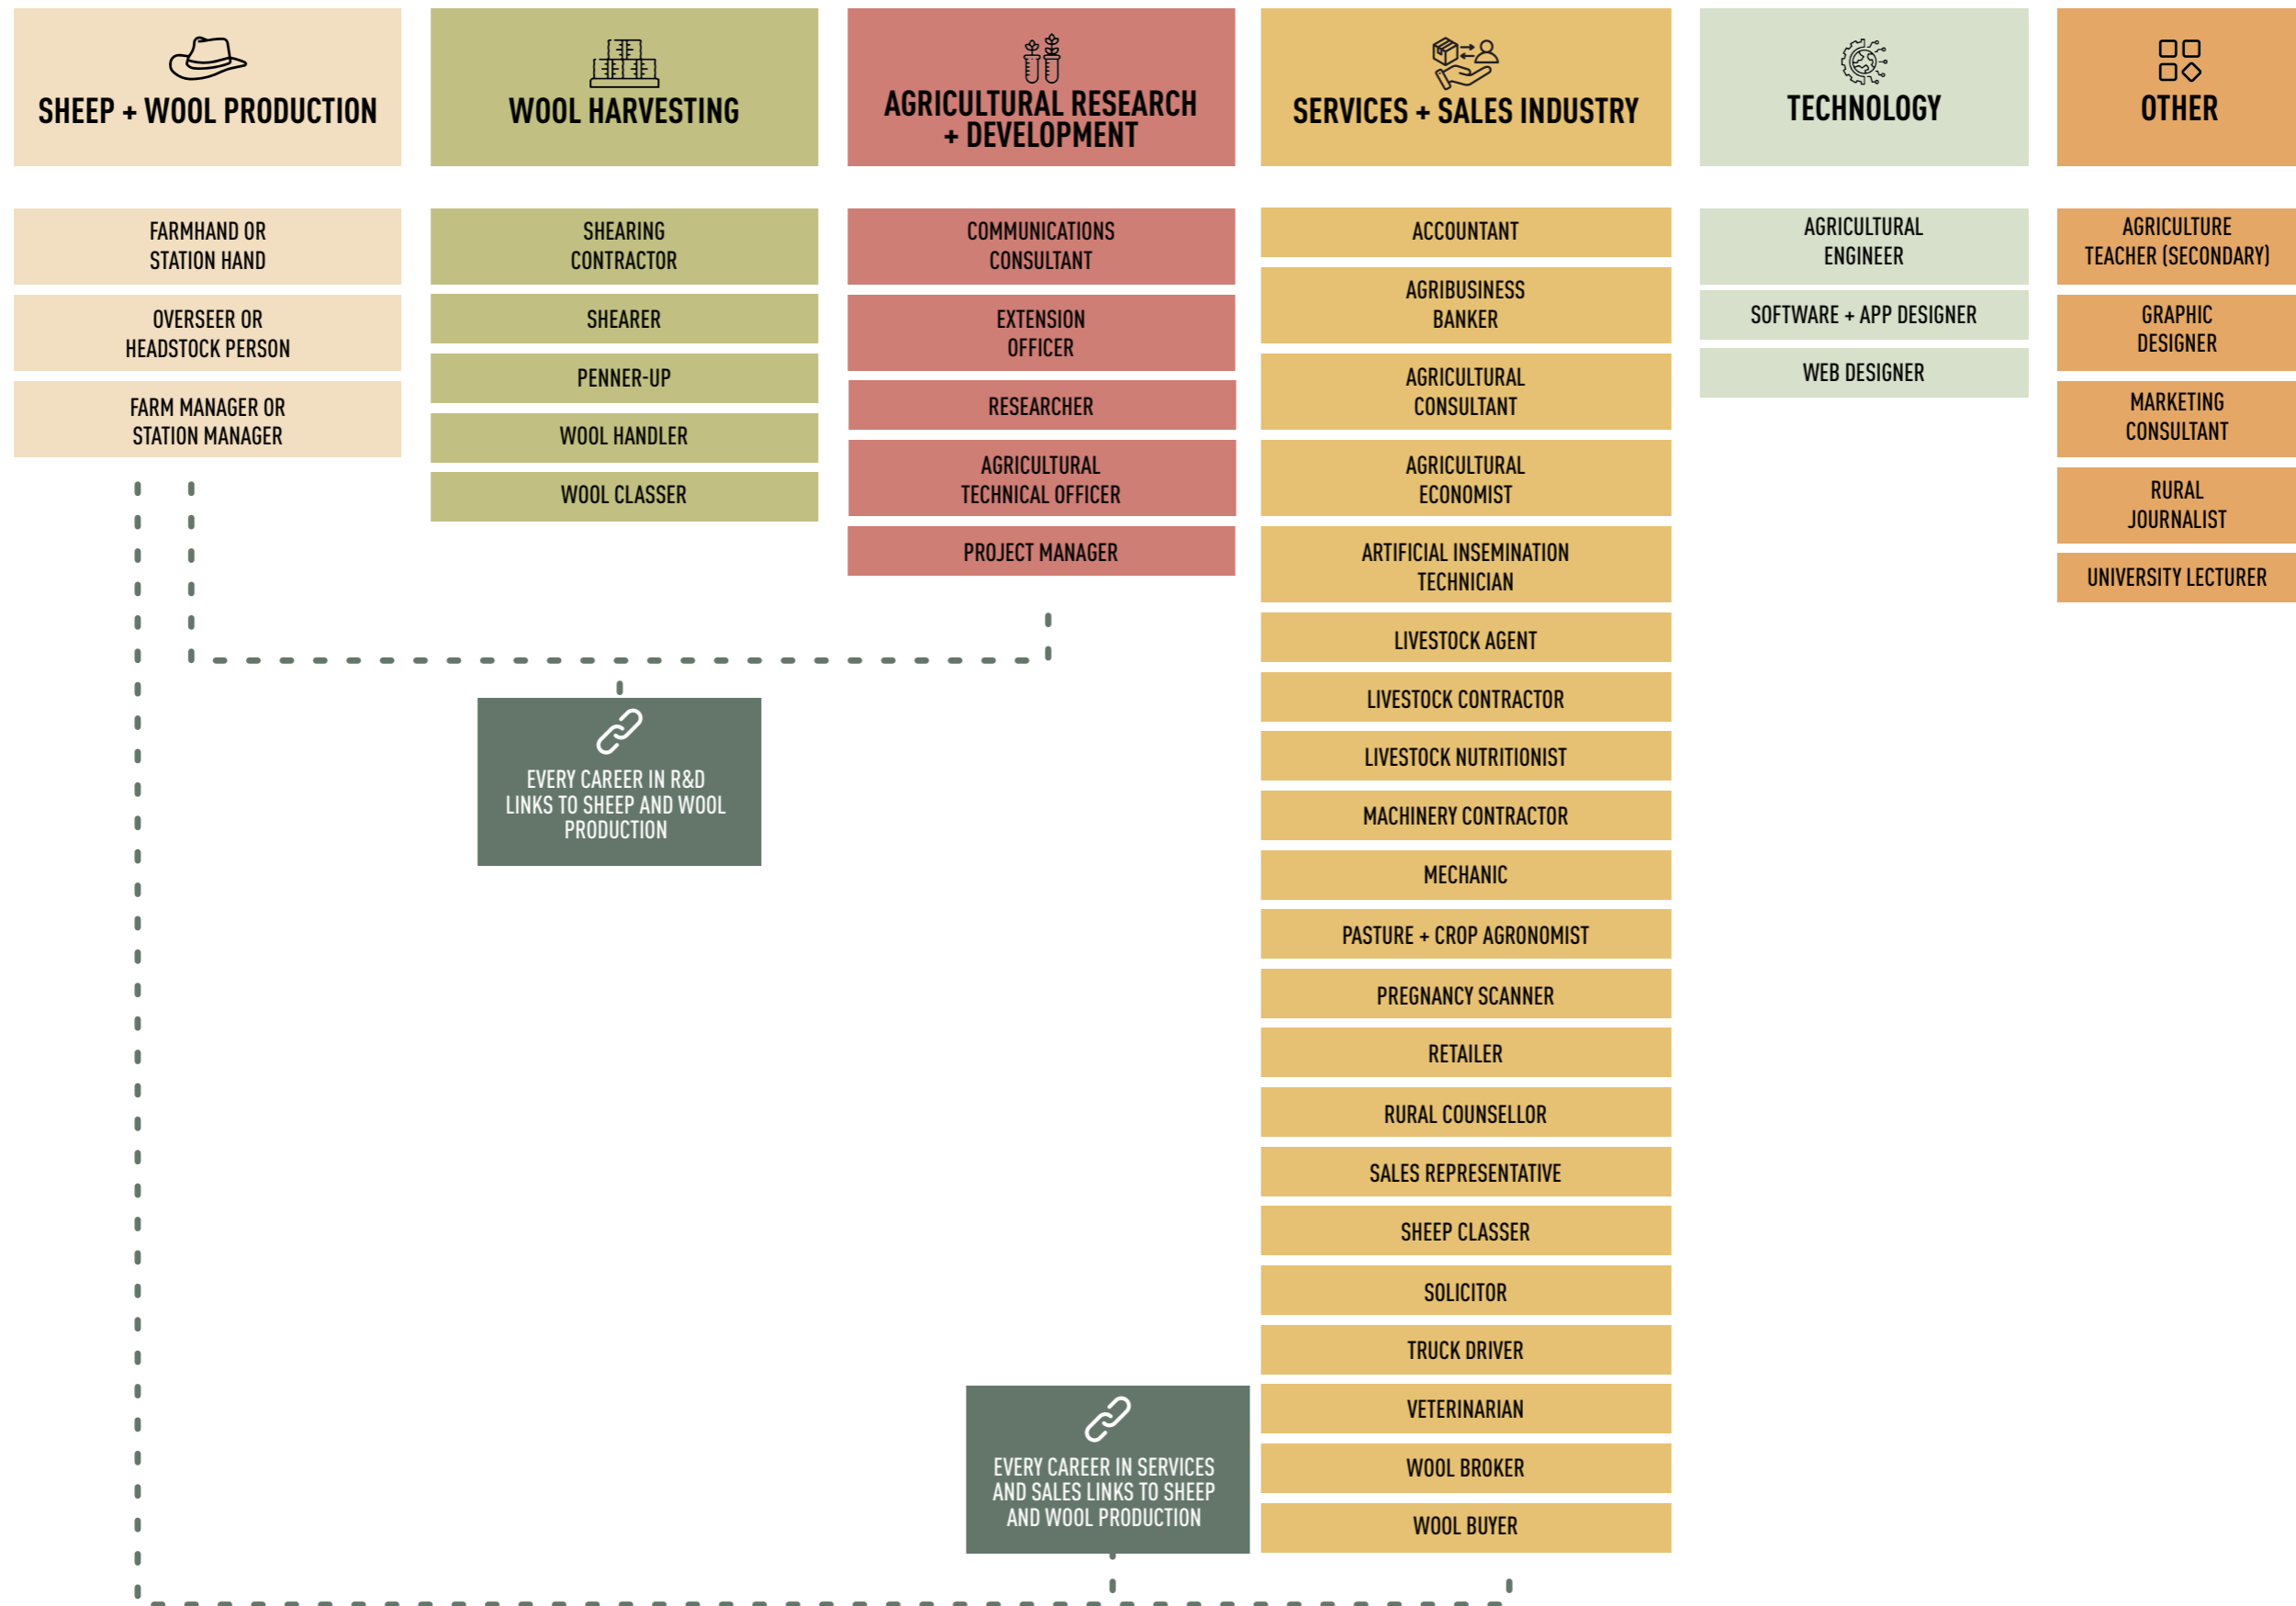 SHEEP + WOOL PRODUCTION
FARMHAND OR
STATION HAND
OVERSEER OR
HEADSTOCK PERSON
FARM MANAGER OR
STATION MANAGER
WOOL HARVESTING
SHEARING
CONTRACTOR
SHEARER
PENNER-UP
WOOL HANDLER
WOOL CLASSER
AGRICULTURAL RESEARCH
+ DEVELOPMENT
COMMUNICATIONS
CONSULTANT
EXTENSION
OFFICER
RESEARCHER
AGRICULTURAL
TECHNICAL OFFICER
PROJECT MANAGER
EVERY CAREER IN R&D
LINKS TO SHEEP AND WOOL
PRODUCTION
SERVICES + SALES INDUSTRY
ACCOUNTANT
AGRIBUSINESS
BANKER
AGRICULTURAL
CONSULTANT
AGRICULTURAL
ECONOMIST
ARTIFICIAL INSEMINATION
TECHNICIAN
LIVESTOCK AGENT
LIVESTOCK CONTRACTOR
LIVESTOCK NUTRITIONIST
MACHINERY CONTRACTOR
MECHANIC
PASTURE + CROP AGRONOMIST
PREGNANCY SCANNER
RETAILER
RURAL COUNSELLOR
SALES REPRESENTATIVE
SHEEP CLASSER
SOLICITOR
TRUCK DRIVER
VETERINARIAN
WOOL BROKER
WOOL BUYER
EVERY CAREER IN SERVICES
AND SALES LINKS TO SHEEP
AND WOOL PRODUCTION
TECHNOLOGY
AGRICULTURAL
ENGINEER
SOFTWARE + APP DESIGNER
WEB DESIGNER
OTHER
AGRICULTURE
TEACHER (SECONDARY)
GRAPHIC
DESIGNER
MARKETING
CONSULTANT
RURAL
JOURNALIST
UNIVERSITY LECTURER